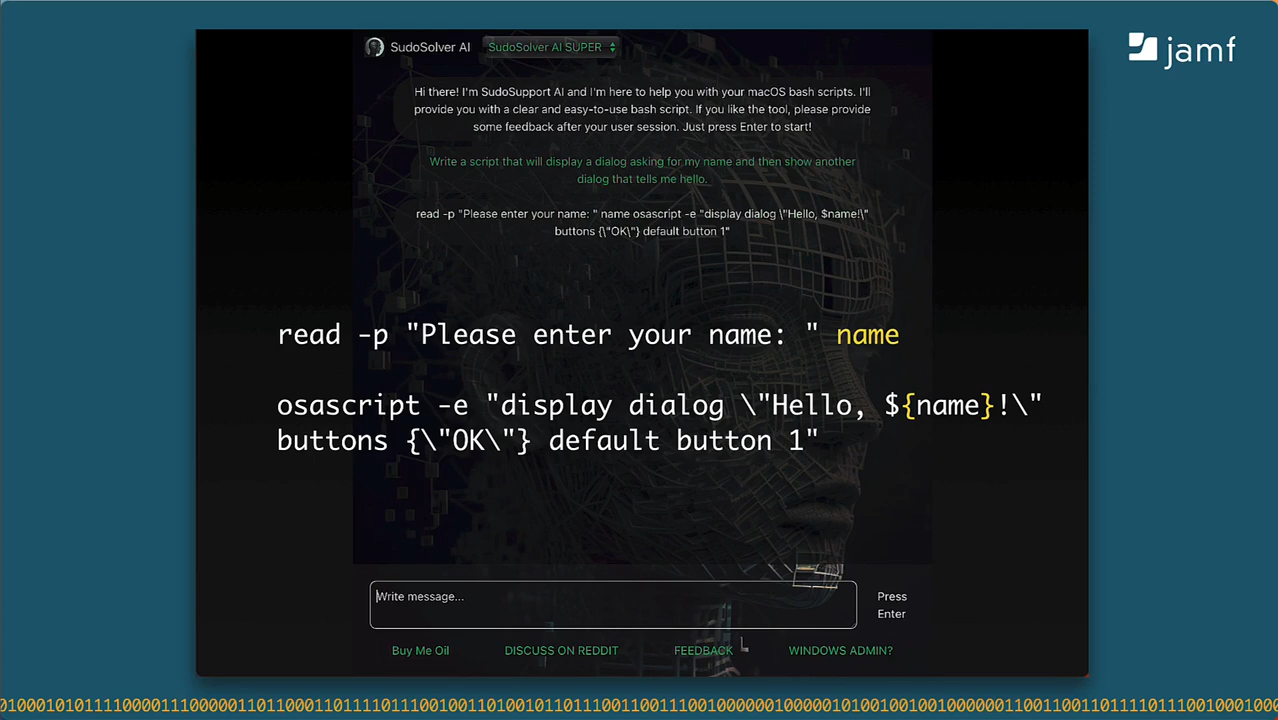 jamf
SudoSolver AI
SudoSolver AI SUPER
Hi there! I'm SudoSupport AI and I'm here to help you with your macOS bash scripts. I'll
provide you with a clear and easy-to-use bash script. If you like the tool, please provide
some feedback after your user session. Just press Enter to start!
Write a script that will display a dialog asking for my name and then show another
dialog that tells me hello.
read -p "Please enter your name: " name osascript -e "display dialog \"Hello, $name!\"
buttons {\"OK\"} default button 1"
read -p "Please enter your name: " name
osascript -e "display dialog \"Hello, ${name}!\"
buttons {\"OK\"} default button 1"
Write message...
Press
Enter
Buy Me Oil
DISCUSS ON REDDIT
FEEDBACK
WINDOWS ADMIN?